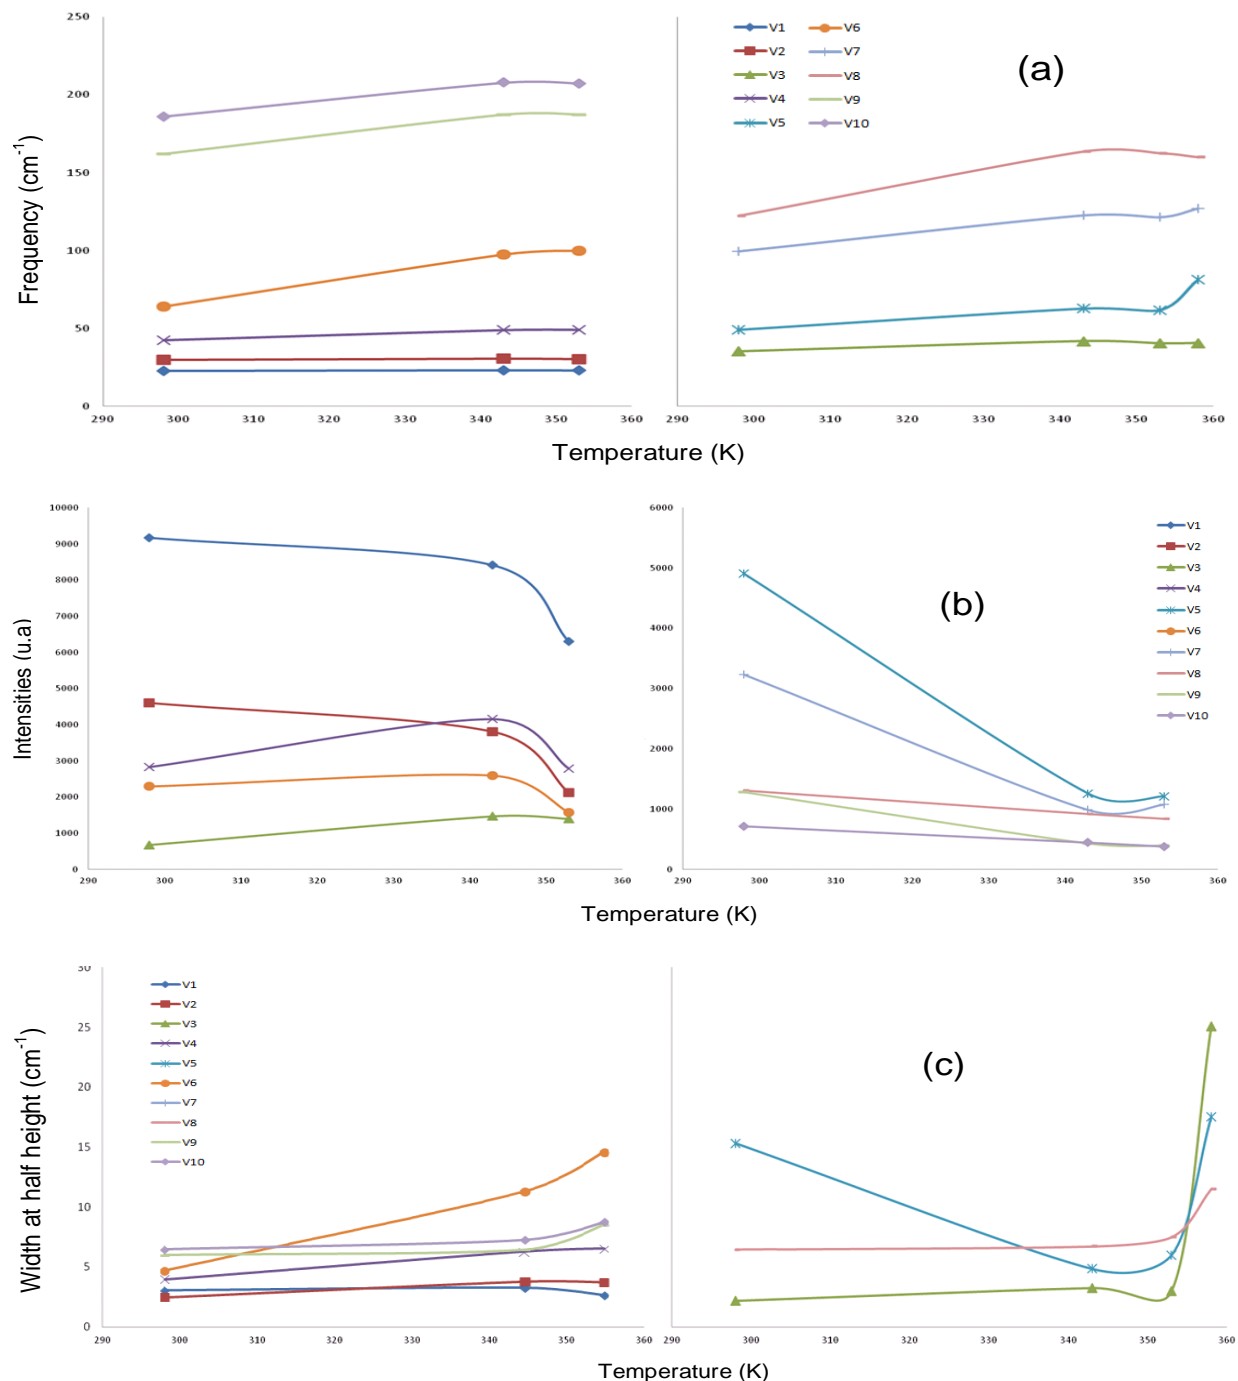 250
200
150
100
50
0
290 300 310 320 330 340 350 360
Frequency (cm-1)
V1 V6
V2 V7
V3 V8
V4 V9
V5 V10
(a)
290 300 310 320 330 340 350 360
Temperature (K)
10000
9000
8000
7000
6000
5000
4000
3000
2000
1000
0
290 300 310 320 330 340 350 360
Intensities (u.a)
6000
5000
4000
3000
2000
1000
0
290 300 310 320 330 340 350 360
(b)
V1
V2
V3
V4
V5
V6
V7
V8
V9
V10
Temperature (K)
30
25
20
15
10
5
0
290 300 310 320 330 340 350 360
Width at half height (cm-1)
V1
V2
V3
V4
V5
V6
V7
V8
V9
V10
(c)
290 300 310 320 330 340 350 360
Temperature (K)